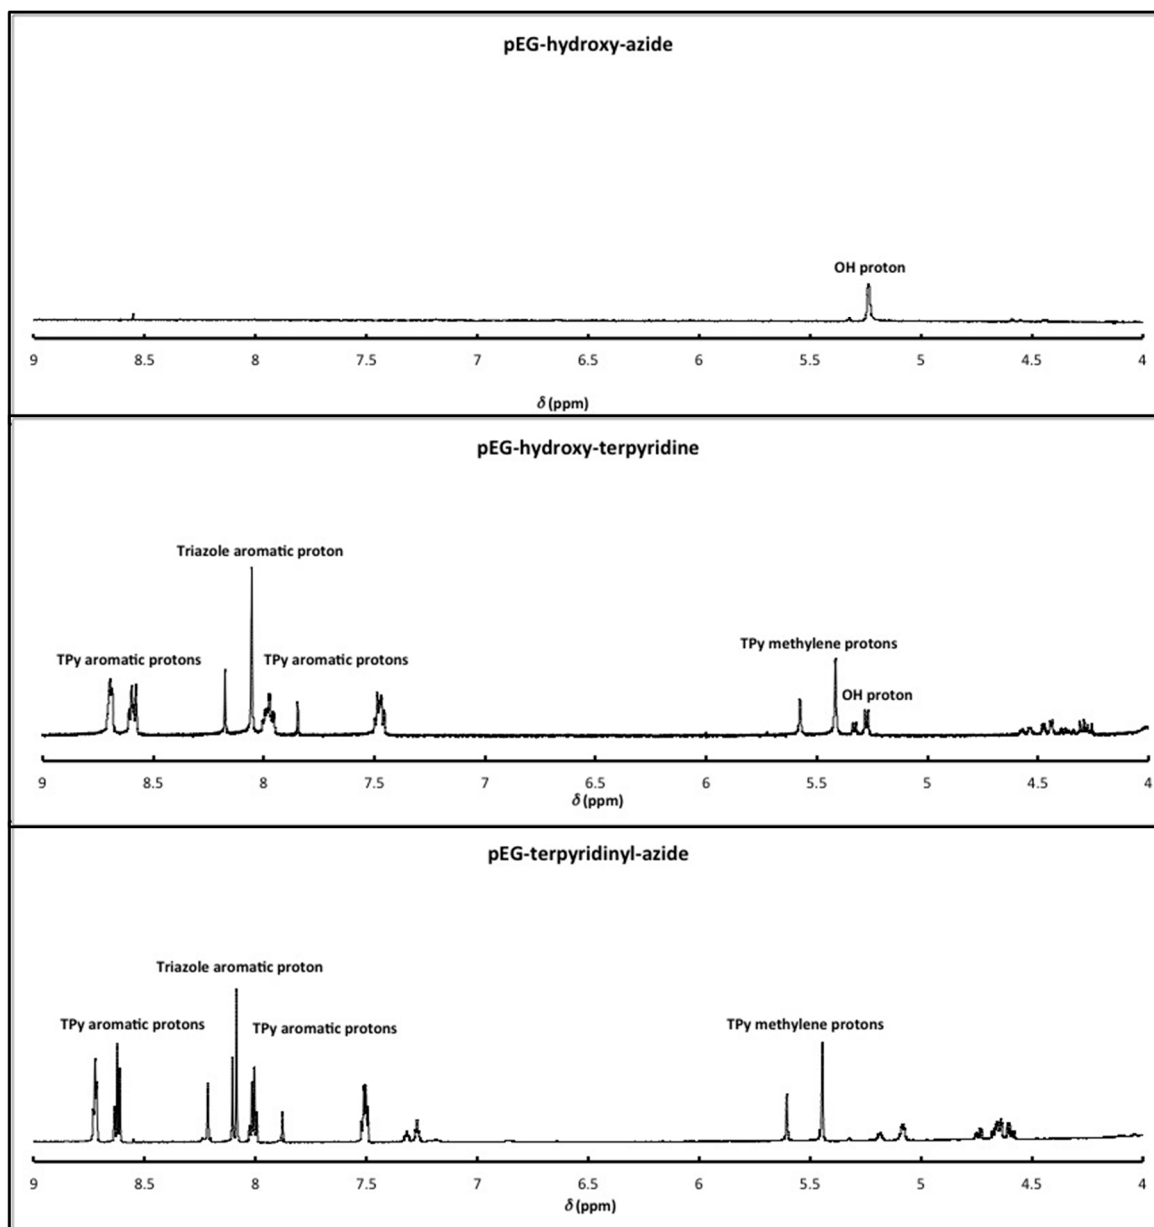 pEG-hydroxy-azide
OH proton
9 8.5 8 7.5 7 6.5 6 5.5 5 4.5 4
δ (ppm)
pEG-hydroxy-terpyridine
Triazole aromatic proton
TPy aromatic protons TPy aromatic protons
TPy methylene protons
OH proton
9 8.5 8 7.5 7 6.5 6 5.5 5 4.5 4
δ (ppm)
pEG-terpyridinyl-azide
Triazole aromatic proton
TPy aromatic protons TPy aromatic protons TPy methylene protons
9 8.5 8 7.5 7 6.5 6 5.5 5 4.5 4
δ (ppm)